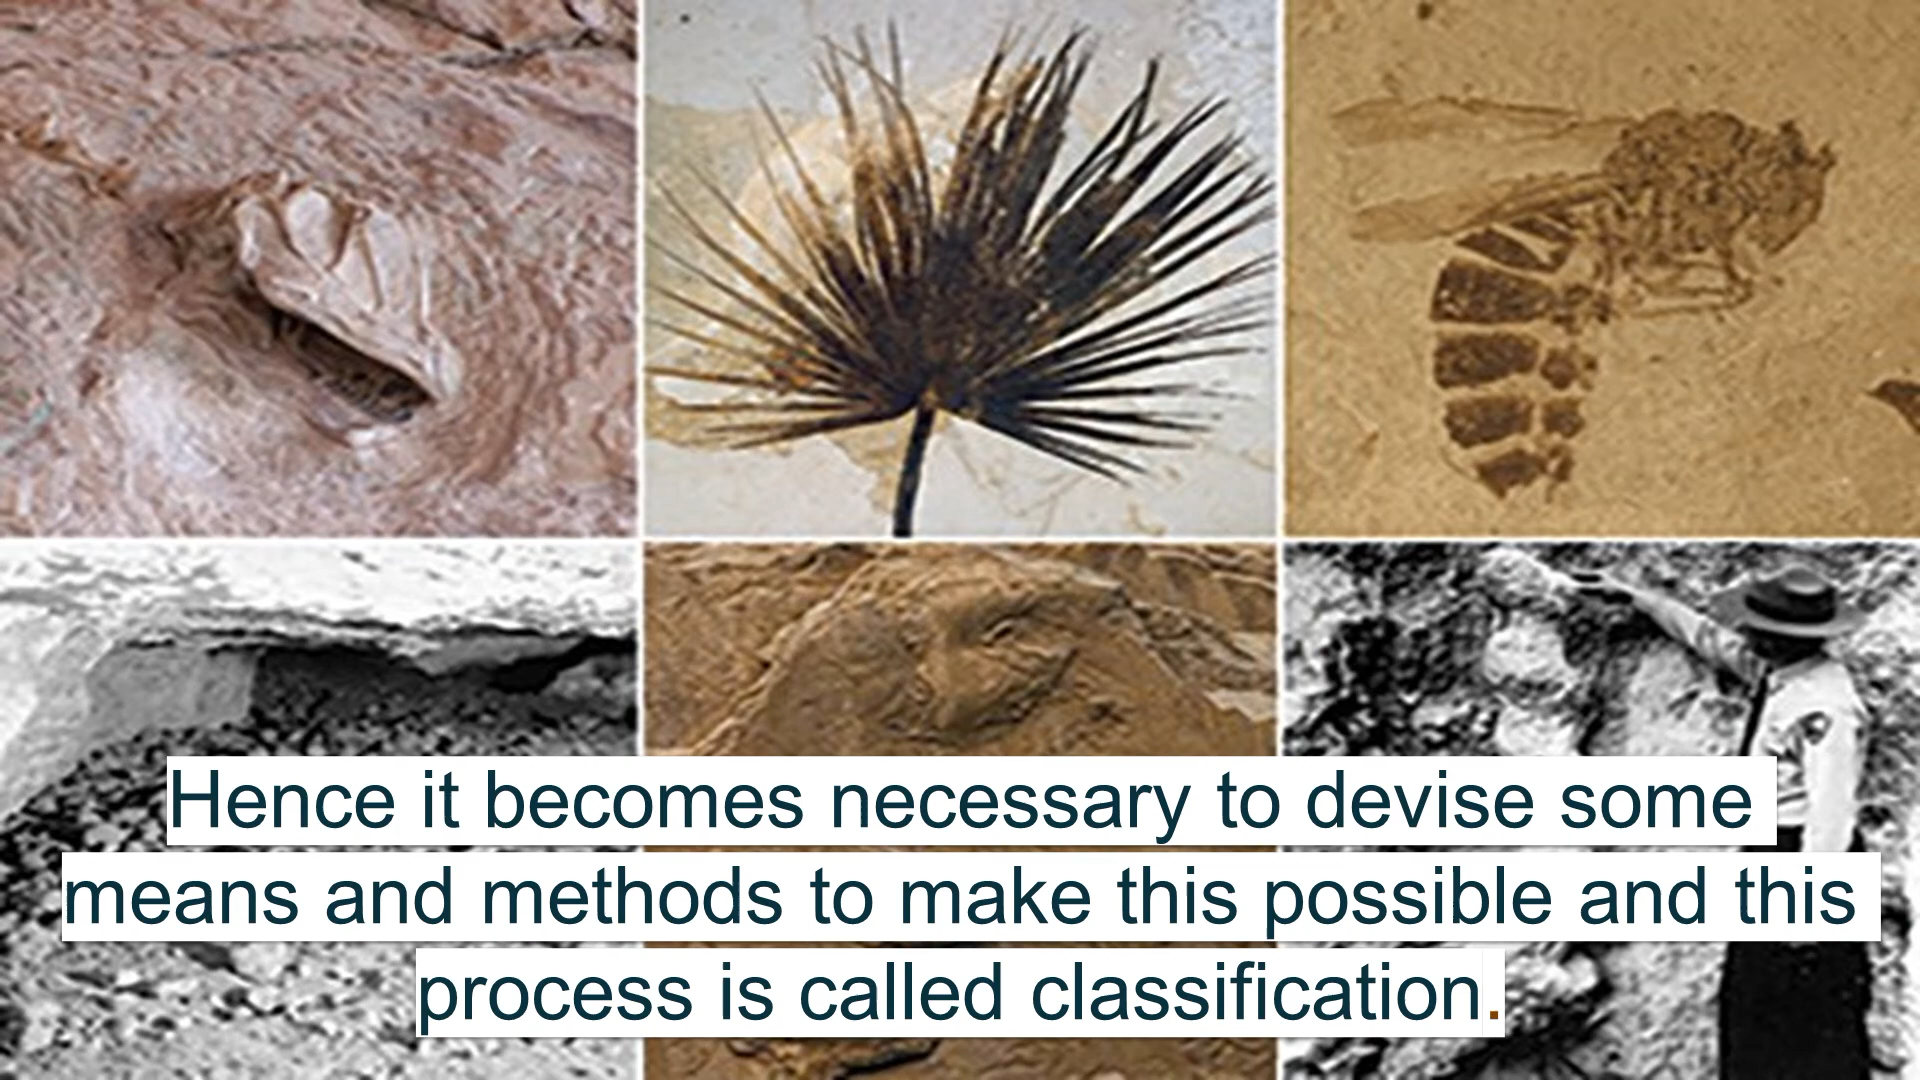 Hence it becomes necessary to devise some
means and methods to make this possible and this
process is called classification.